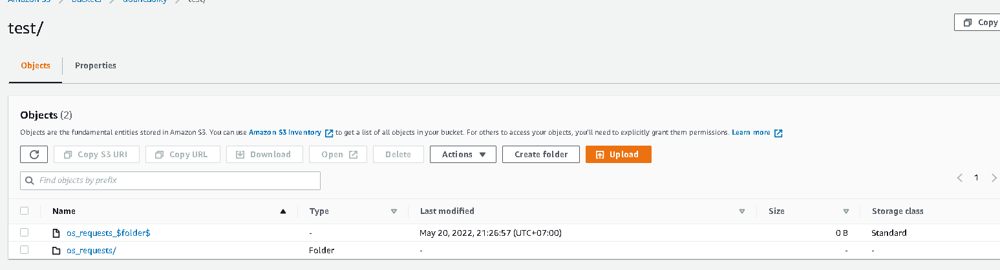 Amazon S3 Buckets test/
test/
Copy
Objects Properties
Objects (2)
Objects are the fundamental entities stored in Amazon S3. You can use Amazon S3 Inventory to get a list of all objects in your bucket. For others to access your objects, you'll need to explicitly grant them permissions. Learn more
Copy S3 URI Copy URL Download Open Delete Actions Create folder Upload
Find objects by prefix
1
Name Type Last modified Size Storage class
os_requests_$folder$ - May 20, 2022, 21:26:57 (UTC+07:00) 0 B Standard
os_requests/ Folder - - -